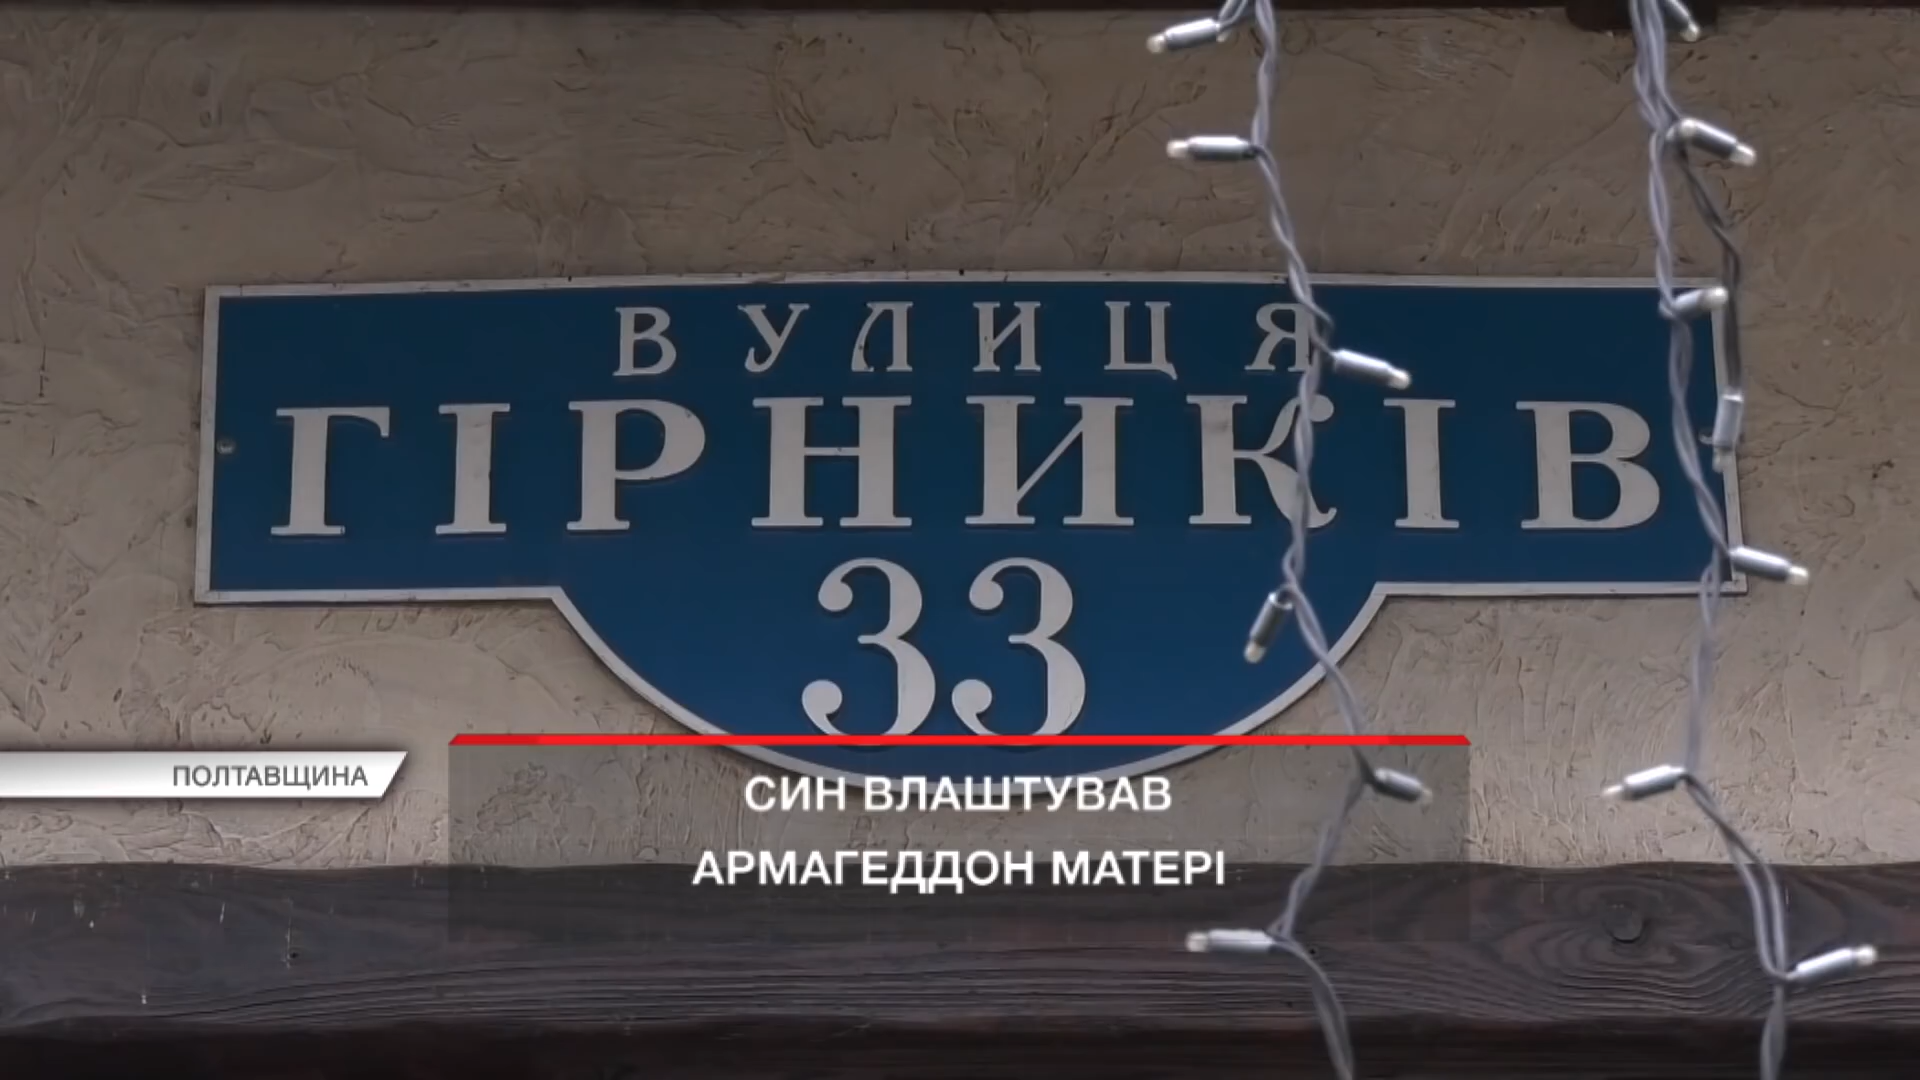 ВУЛИЦЯ
ГІРНИКІВ
33
ПОЛТАВЩИНА
СИН ВЛАШТУВАВ
АРМАГЕДДОН МАТЕРІ